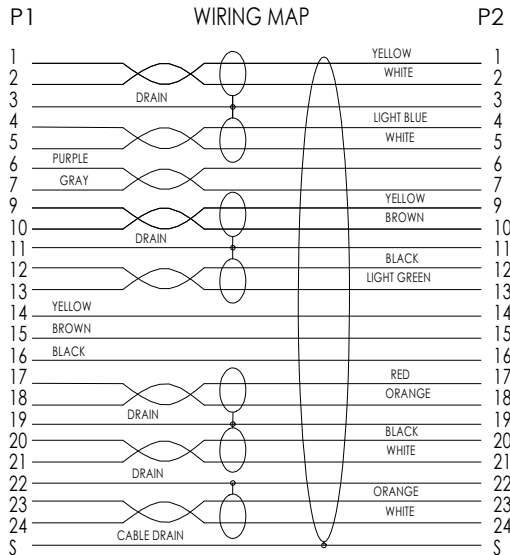 P1 WIRING MAP P2
1 YELLOW 1
2 WHITE 2
3 DRAIN 3
4 LIGHT BLUE 4
5 WHITE 5
6 PURPLE 6
7 GRAY 7
9 YELLOW 9
10 BROWN 10
11 DRAIN 11
12 BLACK 12
13 LIGHT GREEN 13
14 YELLOW 14
15 BROWN 15
16 BLACK 16
17 RED 17
18 ORANGE 18
19 DRAIN 19
20 BLACK 20
21 WHITE 21
22 DRAIN 22
23 ORANGE 23
24 WHITE 24
S CABLE DRAIN S